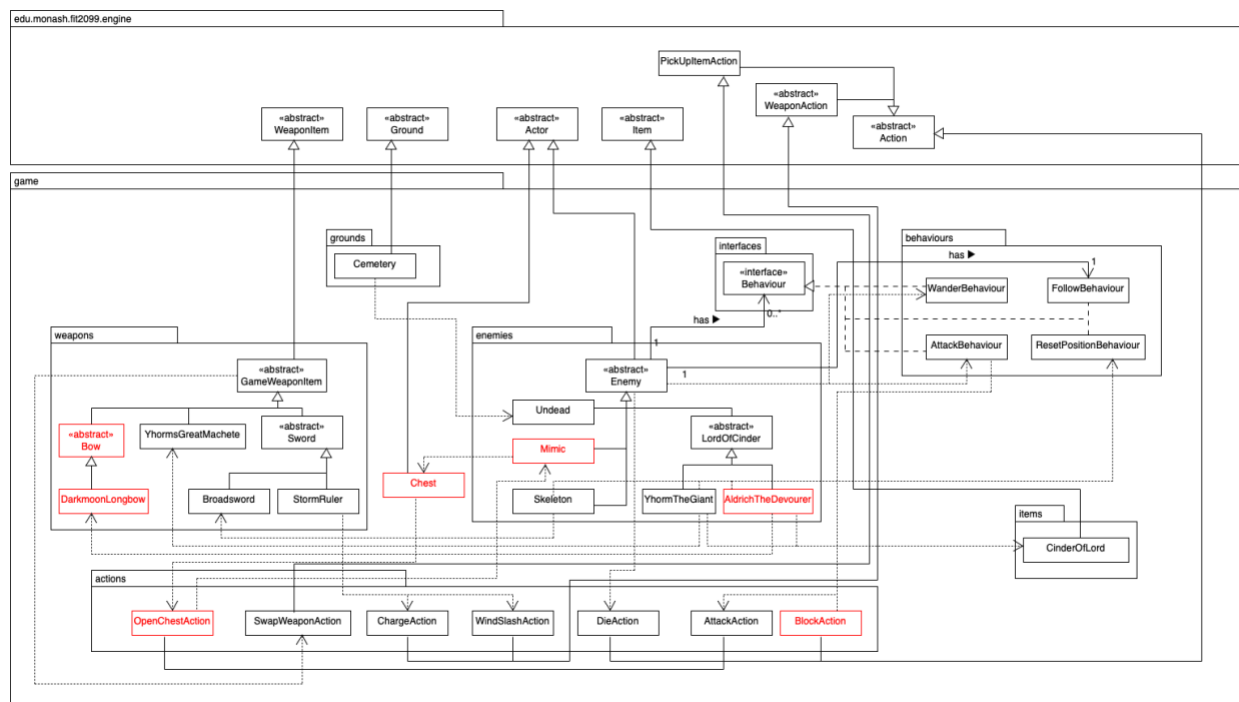 edu.monash.fit2099.engine
PickUpItemAction
«abstract»
WeaponAction
«abstract»
WeaponItem
«abstract»
Ground
«abstract»
Actor
«abstract»
Item
«abstract»
Action
game
grounds
Cemetery
interfaces
«interface»
Behaviour
behaviours
has ▶
1
WanderBehaviour
FollowBehaviour
AttackBehaviour
ResetPositionBehaviour
has ▶
0..*
1
weapons
«abstract»
GameWeaponItem
«abstract»
Bow
YhormsGreatMachete
«abstract»
Sword
DarkmoonLongbow
Broadsword
StormRuler
Chest
enemies
«abstract»
Enemy
1
Undead
Mimic
«abstract»
LordOfCinder
Skeleton
YhormTheGiant
AldrichTheDevourer
items
CinderOfLord
actions
OpenChestAction
SwapWeaponAction
ChargeAction
WindSlashAction
DieAction
AttackAction
BlockAction